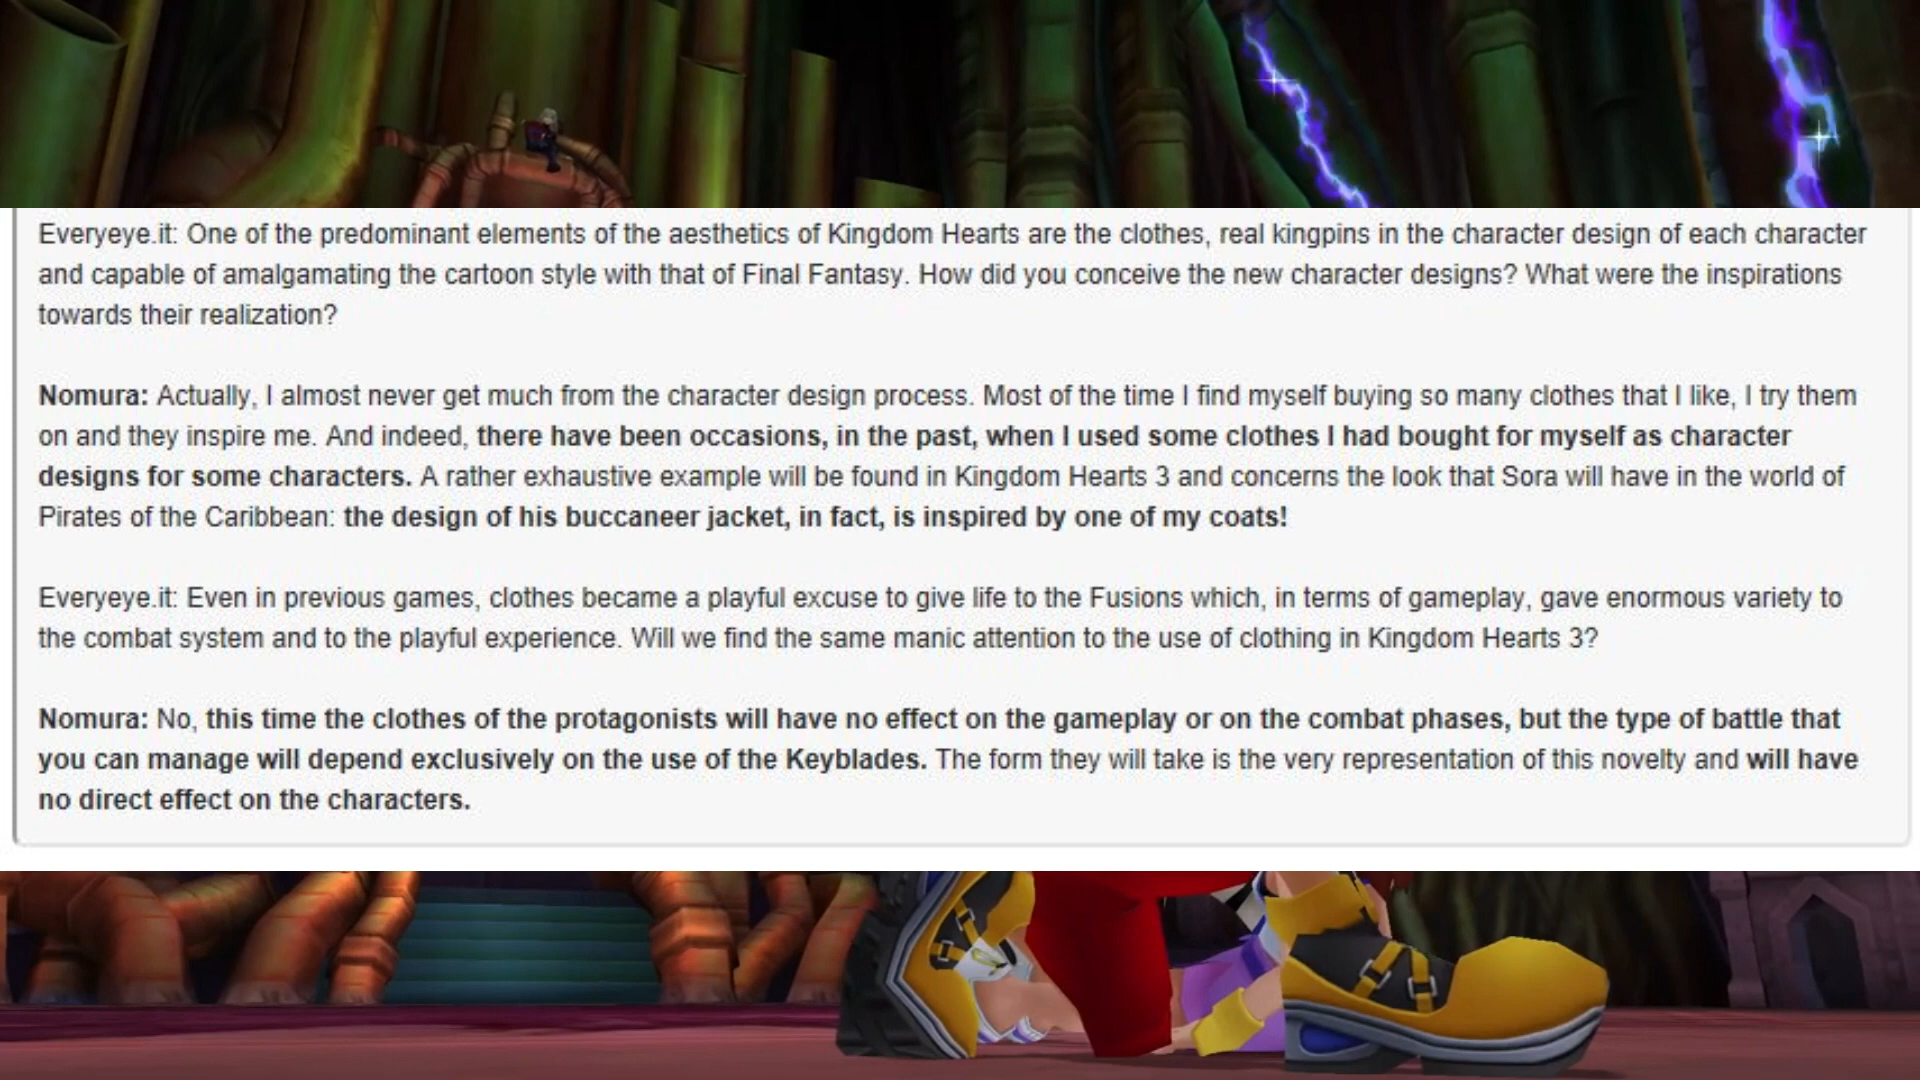 Everyeye.it: One of the predominant elements of the aesthetics of Kingdom Hearts are the clothes, real kingpins in the character design of each character
and capable of amalgamating the cartoon style with that of Final Fantasy. How did you conceive the new character designs? What were the inspirations
towards their realization?
Nomura: Actually, I almost never get much from the character design process. Most of the time I find myself buying so many clothes that I like, I try them
on and they inspire me. And indeed, there have been occasions, in the past, when I used some clothes I had bought for myself as character
designs for some characters. A rather exhaustive example will be found in Kingdom Hearts 3 and concerns the look that Sora will have in the world of
Pirates of the Caribbean: the design of his buccaneer jacket, in fact, is inspired by one of my coats!
Everyeye.it: Even in previous games, clothes became a playful excuse to give life to the Fusions which, in terms of gameplay, gave enormous variety to
the combat system and to the playful experience. Will we find the same manic attention to the use of clothing in Kingdom Hearts 3?
Nomura: No, this time the clothes of the protagonists will have no effect on the gameplay or on the combat phases, but the type of battle that
you can manage will depend exclusively on the use of the Keyblades. The form they will take is the very representation of this novelty and will have
no direct effect on the characters.